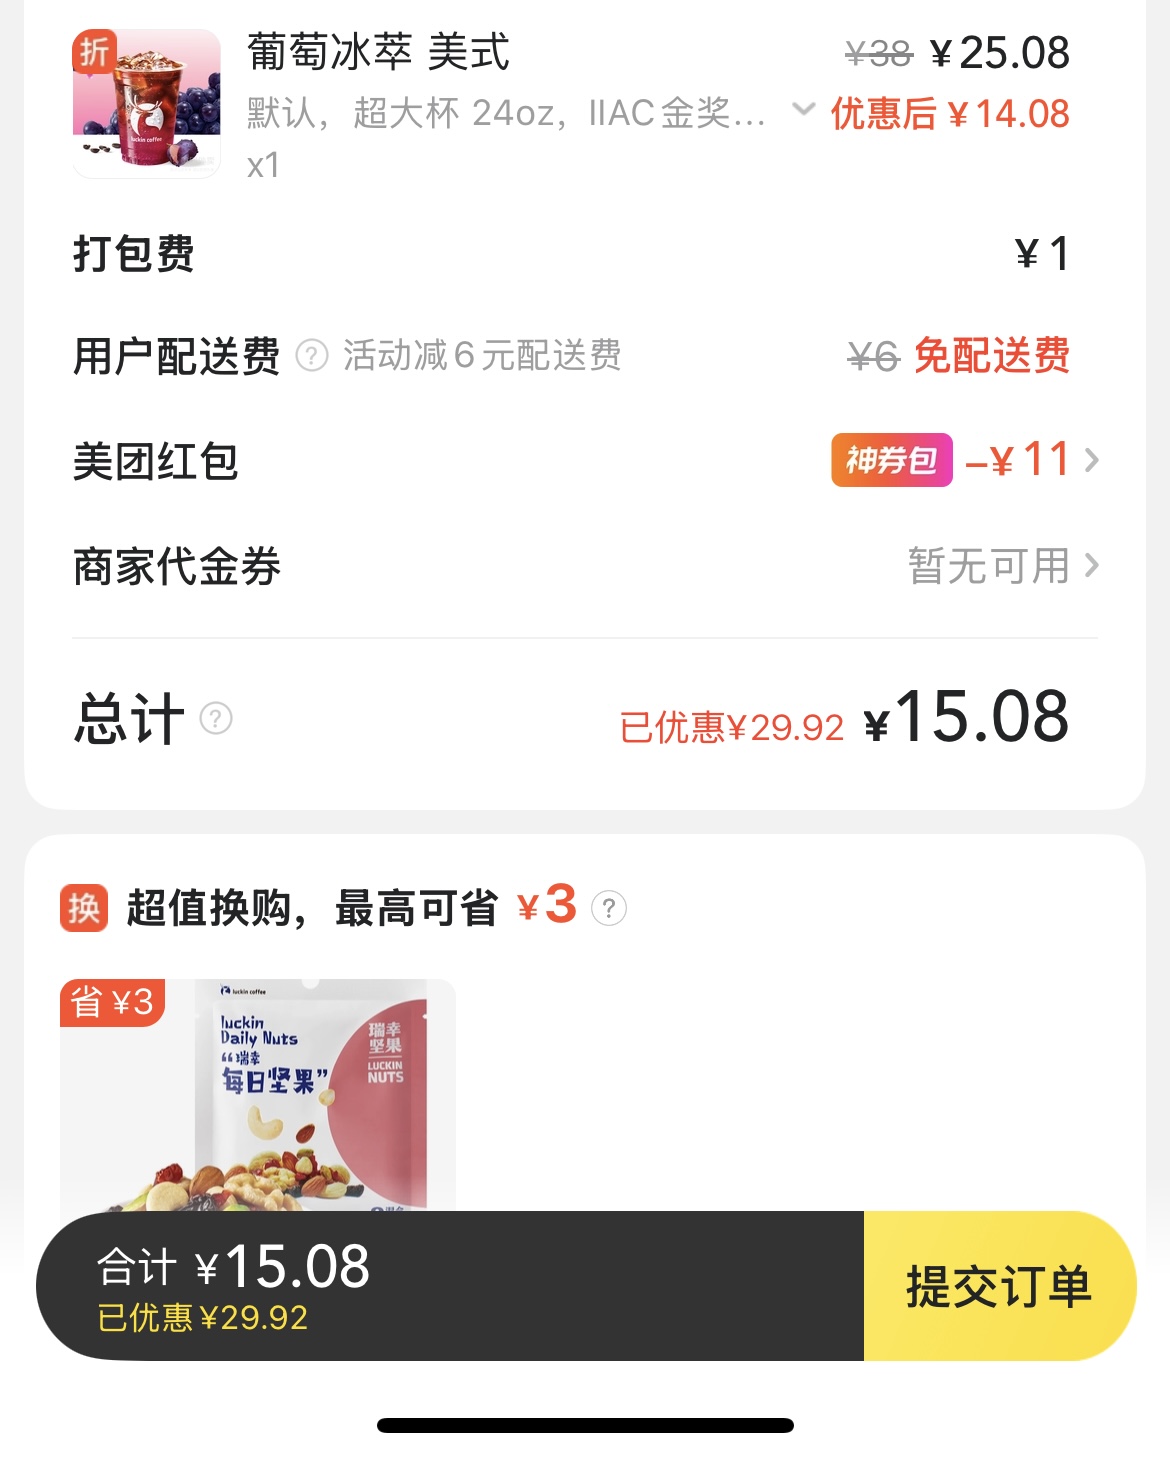 折
葡萄冰萃 美式 ¥38 ¥25.08
默认，超大杯 24oz，IIAC金奖... 优惠后 ¥14.08
x1
luckin coffee
打包费 ¥1
用户配送费 ? 活动减6元配送费 ¥6 免配送费
美团红包 神券包 -¥11
商家代金券 暂无可用
总计 ? 已优惠¥29.92 ¥15.08
换 超值换购，最高可省 ¥3 ?
省 ¥3
luckin coffee
luckin
Daily Nuts
“瑞幸
每日坚果”
瑞幸
坚果
LUCKIN
NUTS
合计 ¥15.08
已优惠¥29.92
提交订单